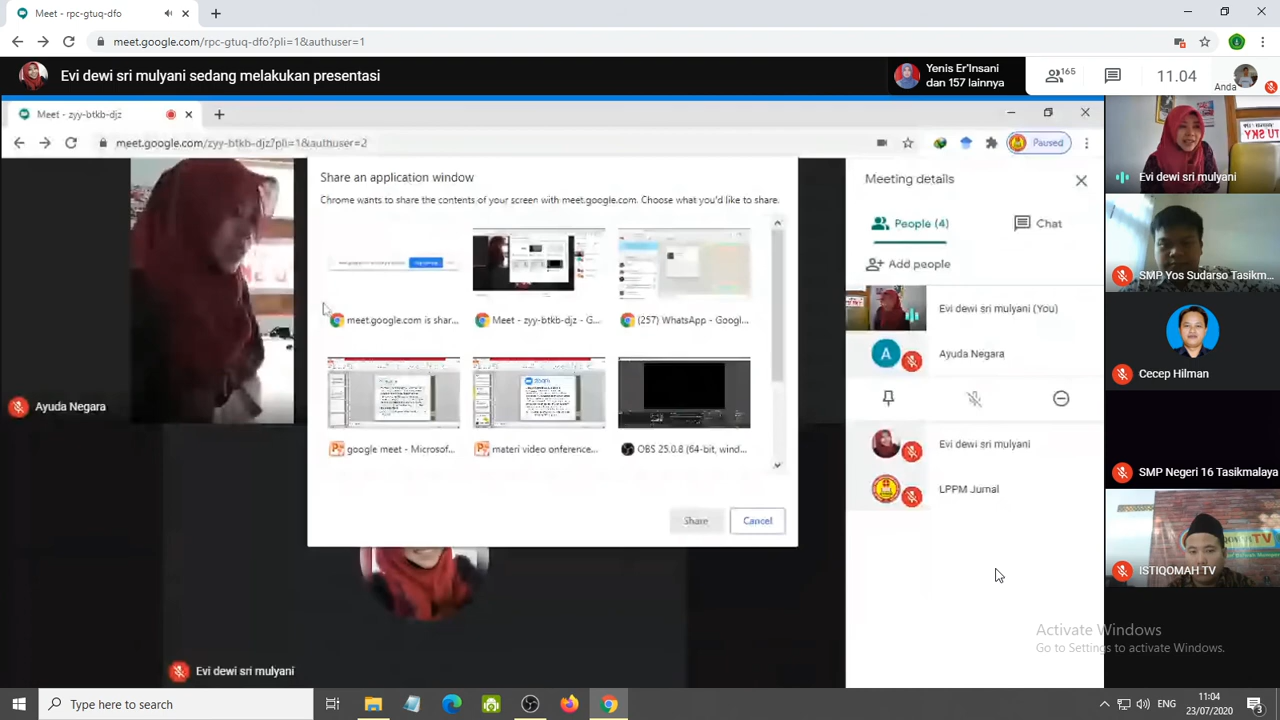 Meet - rpc-gtuq-dfo
meet.google.com/rpc-gtuq-dfo?pli=1&authuser=1
Evi dewi sri mulyani sedang melakukan presentasi
Yenis Er'Insani
dan 157 lainnya
165
11.04
Anda
Meet - zyy-btkb-djz
meet.google.com/zyy-btkb-djz?pli=1&authuser=2
Paused
Share an application window
Chrome wants to share the contents of your screen with meet.google.com. Choose what you'd like to share.
meet.google.com is shar...
Meet - zyy-btkb-djz - G...
(257) WhatsApp - Googl...
google meet - Microsof...
materi video onference...
OBS 25.0.8 (64-bit, wind...
Share
Cancel
Meeting details
People (4)
Chat
Add people
Evi dewi sri mulyani (You)
A
Ayuda Negara
Evi dewi sri mulyani
LPPM Jurnal
Ayuda Negara
Evi dewi sri mulyani
TU SKY
Evi dewi sri mulyani
SMP Yos Sudarso Tasikm...
Cecep Hilman
SMP Negeri 16 Tasikmalaya
TV
ISTIQOMAH TV
Activate Windows
Go to Settings to activate Windows.
Type here to search
ENG
11:04
23/07/2020
3